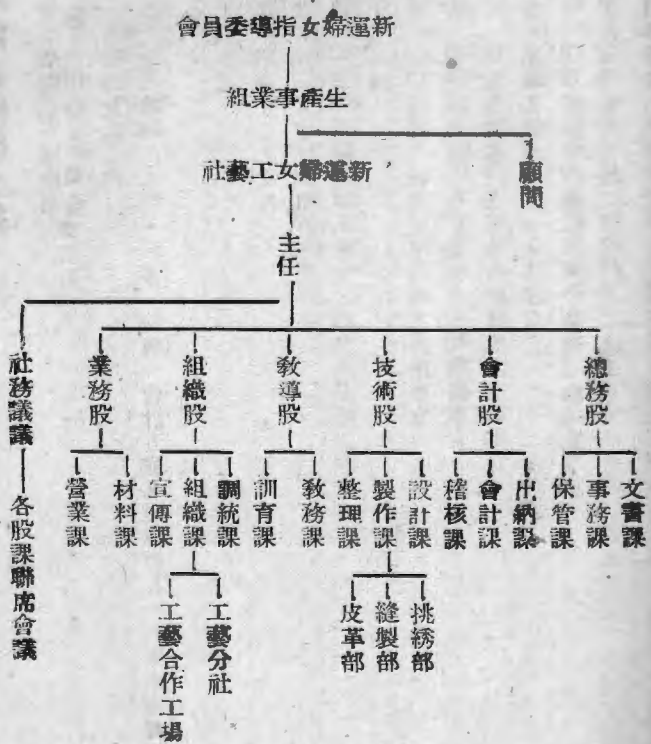 新運婦女指導委員會
生產事業組
顧問
新運婦女工藝社
主任
總務股
會計股
技術股
教導股
組織股
業務股
社務議議
文書課
事務課
保管課
出納課
會計課
稽核課
設計課
製作課
整理課
教務課
訓育課
調統課
組織課
宣傳課
材料課
營業課
各股課聯席會議
挑綉部
縫製部
皮革部
工藝分社
工藝合作工場